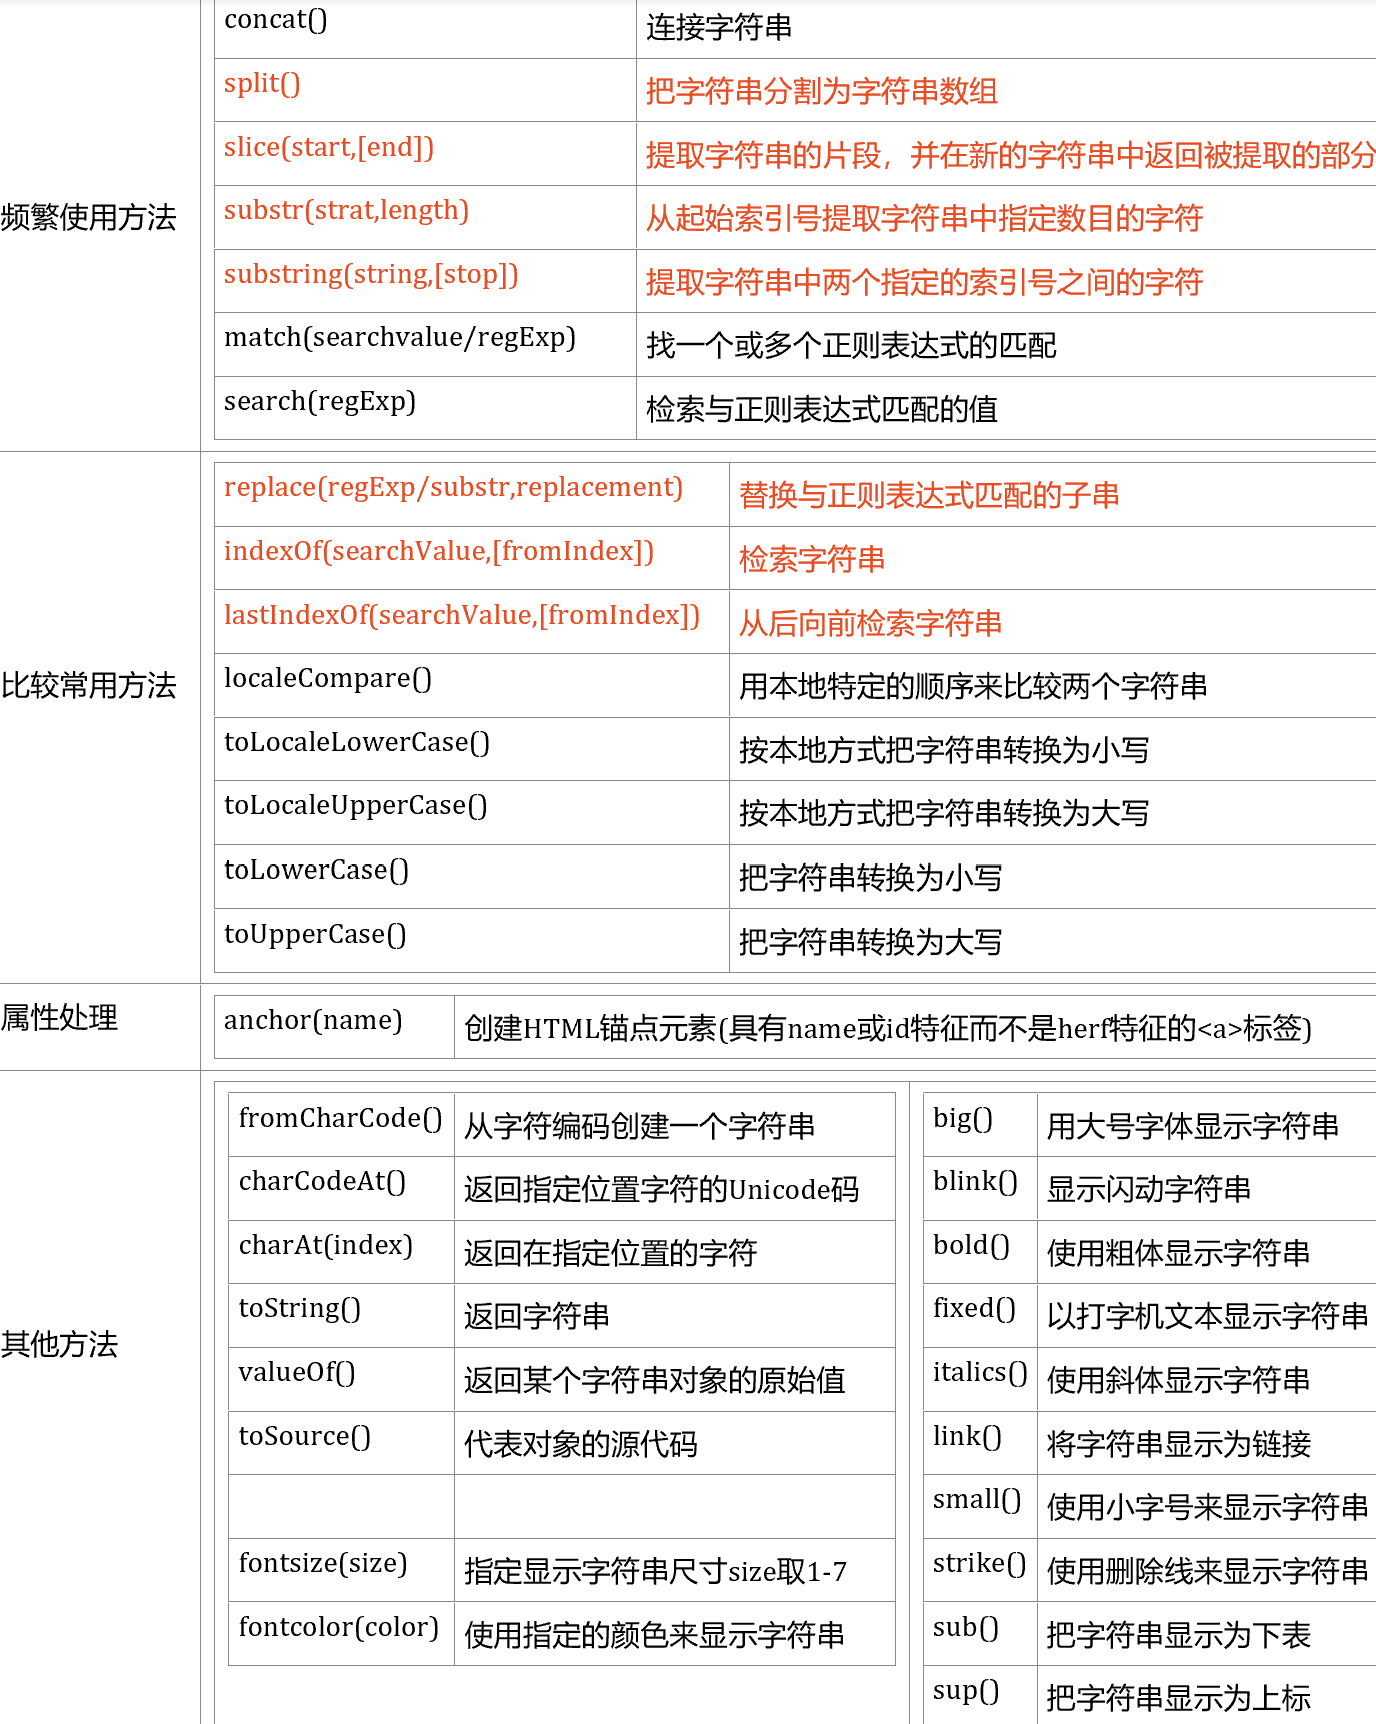 频繁使用方法
concat()
连接字符串
split()
把字符串分割为字符串数组
slice(start,[end])
提取字符串的片段，并在新的字符串中返回被提取的部分
substr(strat,length)
从起始索引号提取字符串中指定数目的字符
substring(string,[stop])
提取字符串中两个指定的索引号之间的字符
match(searchvalue/regExp)
找一个或多个正则表达式的匹配
search(regExp)
检索与正则表达式匹配的值
比较常用方法
replace(regExp/substr,replacement)
替换与正则表达式匹配的子串
indexOf(searchValue,[fromIndex])
检索字符串
lastIndexOf(searchValue,[fromIndex])
从后向前检索字符串
localeCompare()
用本地特定的顺序来比较两个字符串
toLocaleLowerCase()
按本地方式把字符串转换为小写
toLocaleUpperCase()
按本地方式把字符串转换为大写
toLowerCase()
把字符串转换为小写
toUpperCase()
把字符串转换为大写
属性处理
anchor(name)
创建HTML锚点元素(具有name或id特征而不是herf特征的<a>标签)
其他方法
fromCharCode()
从字符编码创建一个字符串
charCodeAt()
返回指定位置字符的Unicode码
charAt(index)
返回在指定位置的字符
toString()
返回字符串
valueOf()
返回某个字符串对象的原始值
toSource()
代表对象的源代码
fontsize(size)
指定显示字符串尺寸size取1-7
fontcolor(color)
使用指定的颜色来显示字符串
big()
用大号字体显示字符串
blink()
显示闪动字符串
bold()
使用粗体显示字符串
fixed()
以打字机文本显示字符串
italics()
使用斜体显示字符串
link()
将字符串显示为链接
small()
使用小字号来显示字符串
strike()
使用删除线来显示字符串
sub()
把字符串显示为下表
sup()
把字符串显示为上标